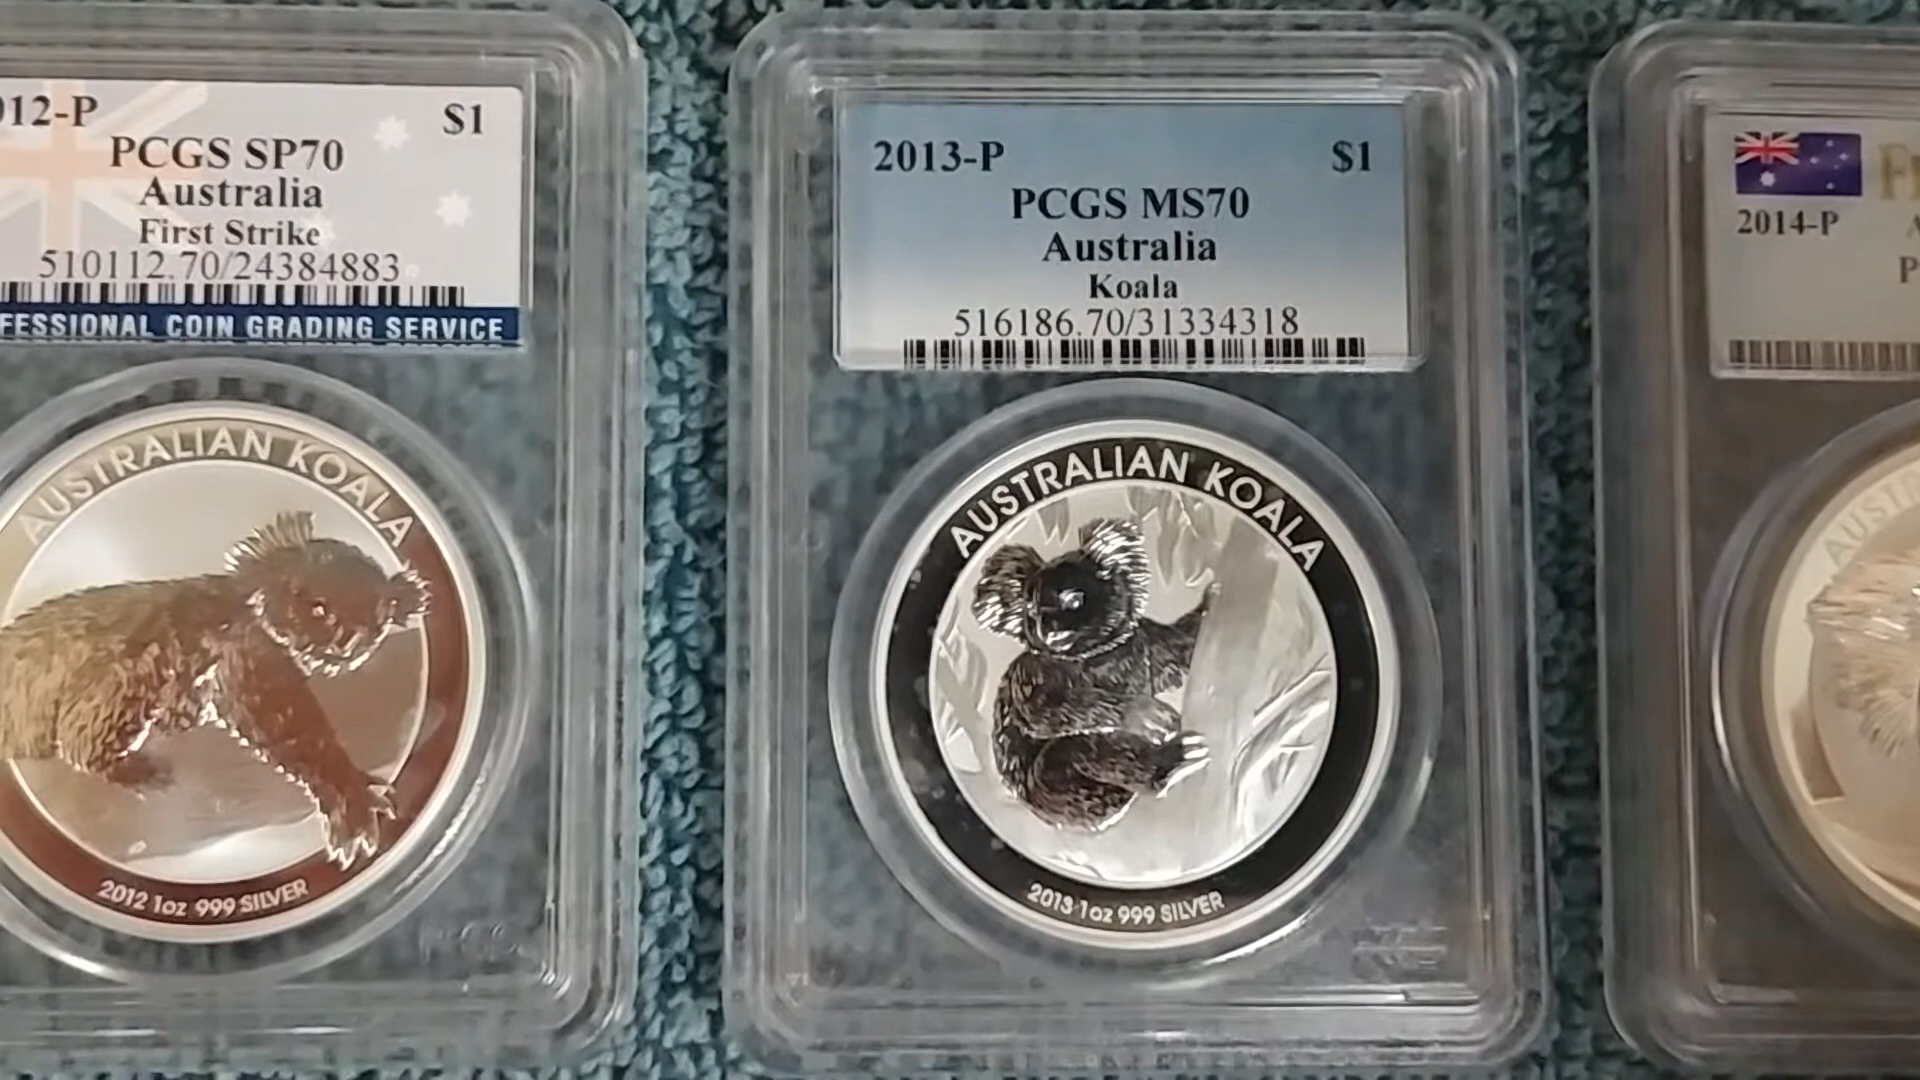 012-P $1
PCGS SP70
Australia
First Strike
510112.70/24384883
FESSIONAL COIN GRADING SERVICE
AUSTRALIAN KOALA
2012 1oz 999 SILVER
2013-P $1
PCGS MS70
Australia
Koala
516186.70/31334318
AUSTRALIAN KOALA
2013 1oz 999 SILVER
2014-P
P
AUST